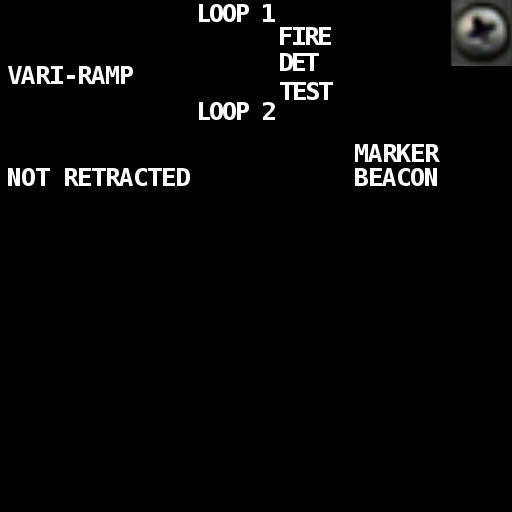 LOOP 1
FIRE
DET
TEST
VARI-RAMP
LOOP 2
MARKER
BEACON
NOT RETRACTED